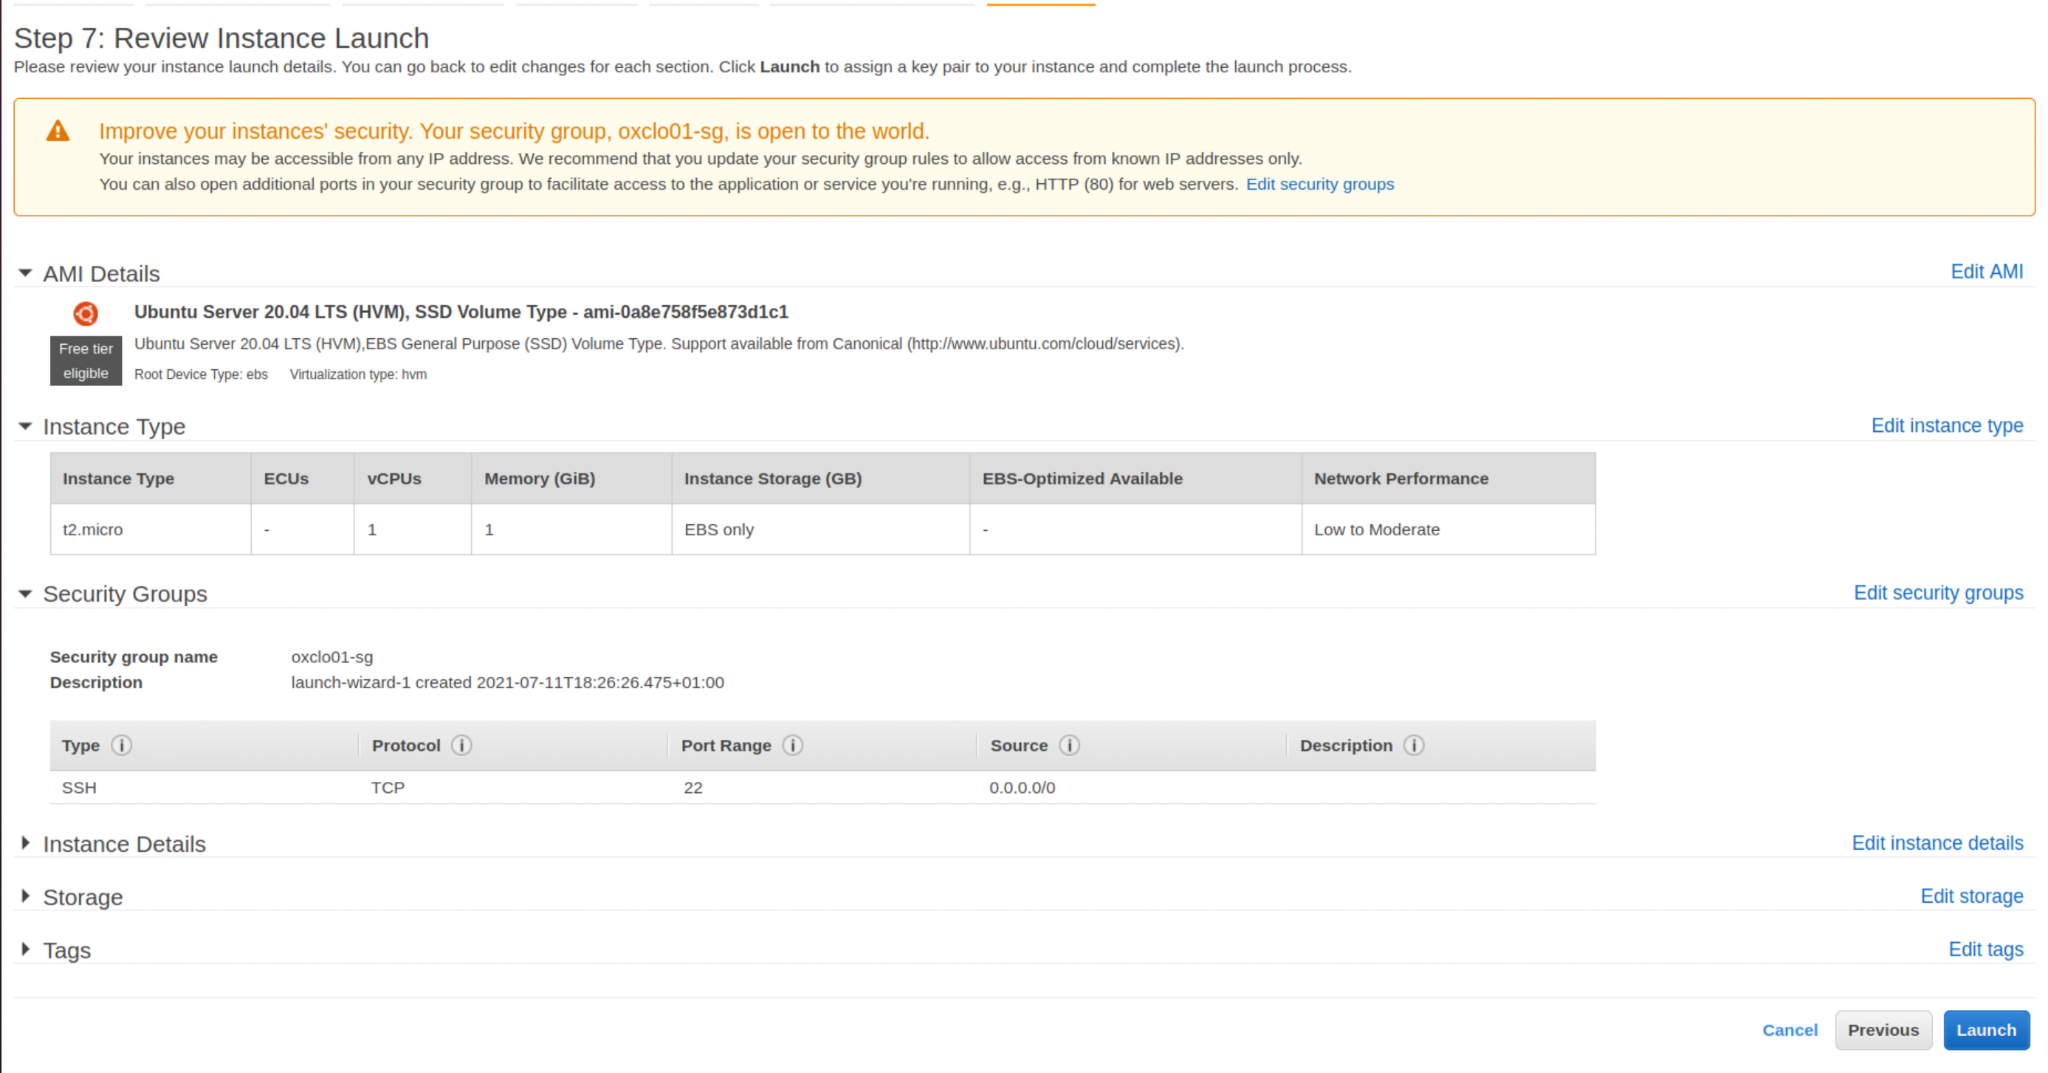 Step 7: Review Instance Launch
Please review your instance launch details. You can go back to edit changes for each section. Click Launch to assign a key pair to your instance and complete the launch process.
Improve your instances' security. Your security group, oxclo01-sg, is open to the world.
Your instances may be accessible from any IP address. We recommend that you update your security group rules to allow access from known IP addresses only.
You can also open additional ports in your security group to facilitate access to the application or service you're running, e.g., HTTP (80) for web servers. Edit security groups
AMI Details Edit AMI
Ubuntu Server 20.04 LTS (HVM), SSD Volume Type - ami-0a8e758f5e873d1c1
Free tier eligible
Ubuntu Server 20.04 LTS (HVM),EBS General Purpose (SSD) Volume Type. Support available from Canonical (http://www.ubuntu.com/cloud/services).
Root Device Type: ebs Virtualization type: hvm
Instance Type Edit instance type
Instance Type ECUs vCPUs Memory (GiB) Instance Storage (GB) EBS-Optimized Available Network Performance
t2.micro - 1 1 EBS only - Low to Moderate
Security Groups Edit security groups
Security group name oxclo01-sg
Description launch-wizard-1 created 2021-07-11T18:26:26.475+01:00
Type Protocol Port Range Source Description
SSH TCP 22 0.0.0.0/0
Instance Details Edit instance details
Storage Edit storage
Tags Edit tags
Cancel Previous Launch